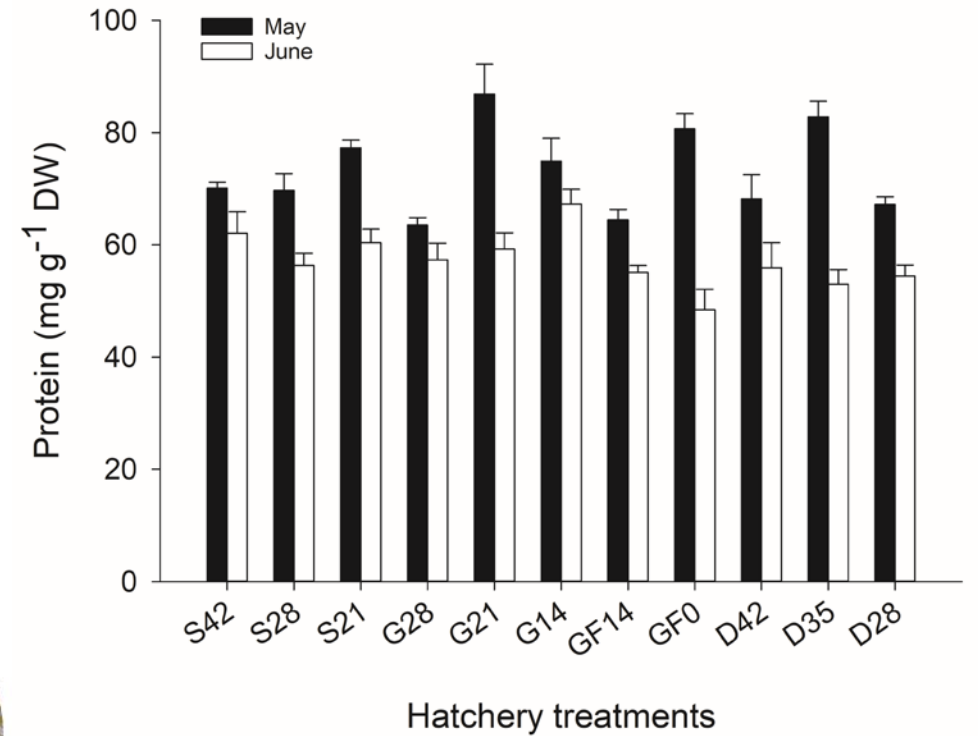 May
June
100
80
60
40
20
0
Protein (mg g⁻¹ DW)
S42 S28 S21 G28 G21 G14 GF14 GF0 D42 D35 D28
Hatchery treatments